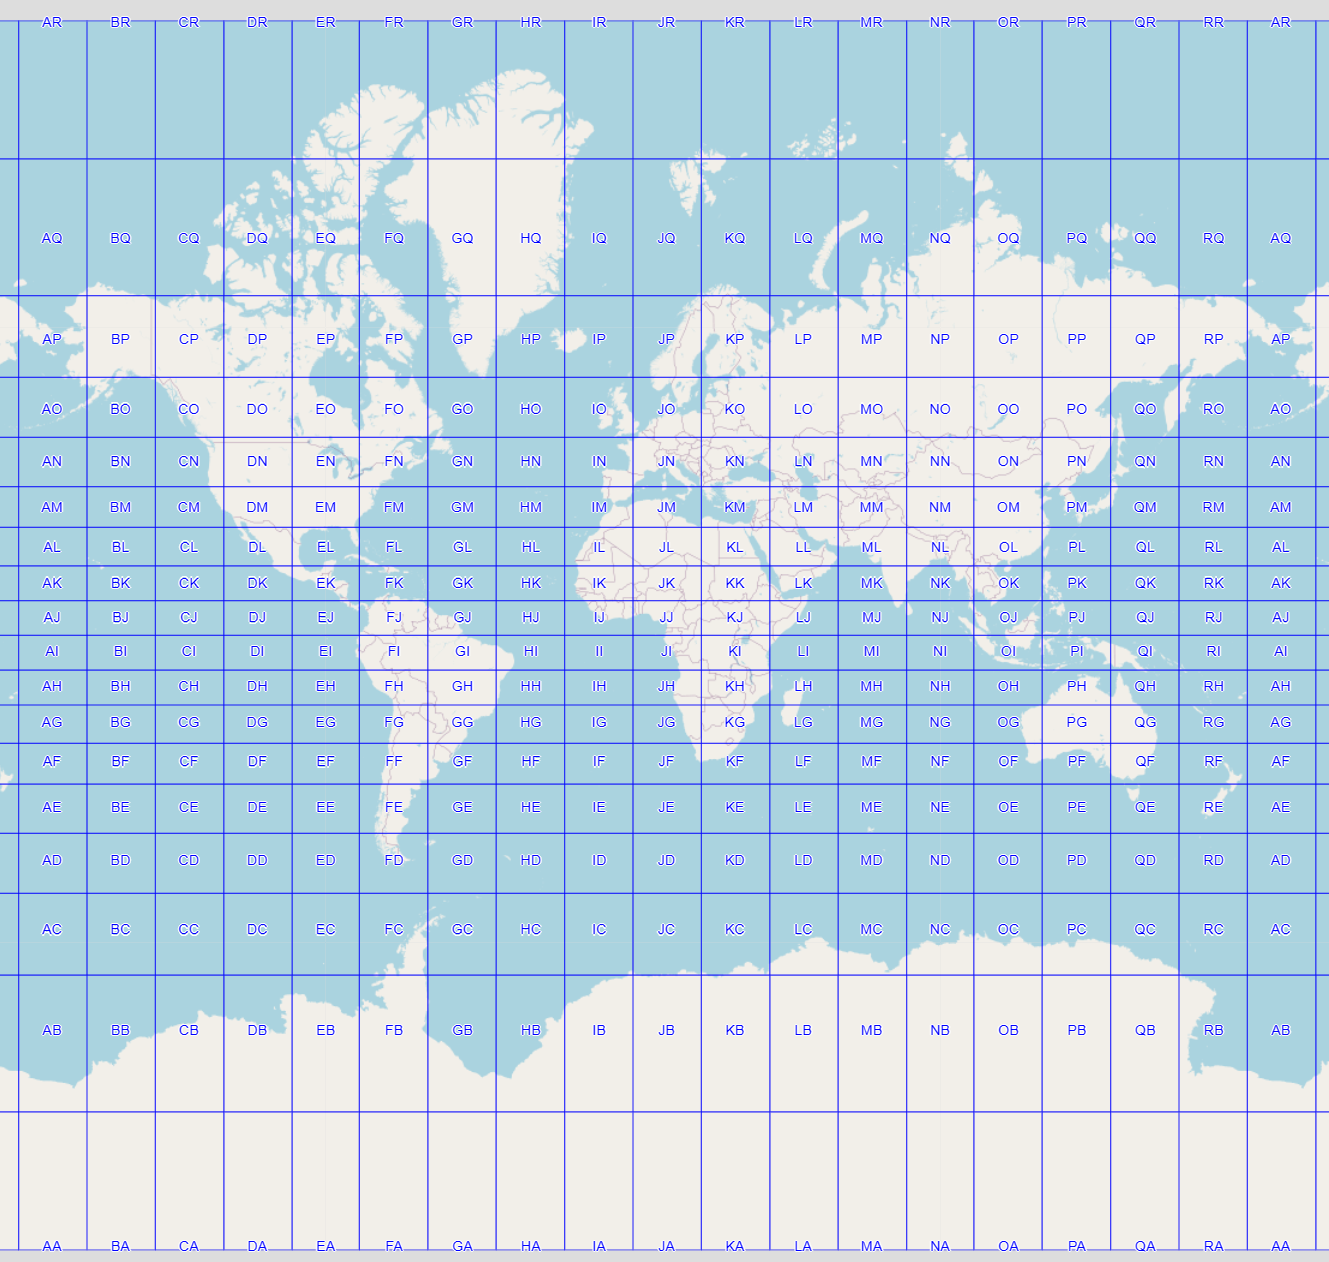 AR BR CR DR ER FR GR HR IR JR KR LR MR NR OR PR QR RR AR
AQ BQ CQ DQ EQ FQ GQ HQ IQ JQ KQ LQ MQ NQ OQ PQ QQ RQ AQ
AP BP CP DP EP FP GP HP IP JP KP LP MP NP OP PP QP RP AP
AO BO CO DO EO FO GO HO IO JO KO LO MO NO OO PO QO RO AO
AN BN CN DN EN FN GN HN IN JN KN LN MN NN ON PN QN RN AN
AM BM CM DM EM FM GM HM IM JM KM LM MM NM OM PM QM RM AM
AL BL CL DL EL FL GL HL IL JL KL LL ML NL OL PL QL RL AL
AK BK CK DK EK FK GK HK IK JK KK LK MK NK OK PK QK RK AK
AJ BJ CJ DJ EJ FJ GJ HJ IJ JJ KJ LJ MJ NJ OJ PJ QJ RJ AJ
AI BI CI DI EI FI GI HI II JI KI LI MI NI OI PI QI RI AI
AH BH CH DH EH FH GH HH IH JH KH LH MH NH OH PH QH RH AH
AG BG CG DG EG FG GG HG IG JG KG LG MG NG OG PG QG RG AG
AF BF CF DF EF FF GF HF IF JF KF LF MF NF OF PF QF RF AF
AE BE CE DE EE FE GE HE IE JE KE LE ME NE OE PE QE RE AE
AD BD CD DD ED FD GD HD ID JD KD LD MD ND OD PD QD RD AD
AC BC CC DC EC FC GC HC IC JC KC LC MC NC OC PC QC RC AC
AB BB CB DB EB FB GB HB IB JB KB LB MB NB OB PB QB RB AB
AA BA CA DA EA FA GA HA IA JA KA LA MA NA OA PA QA RA AA